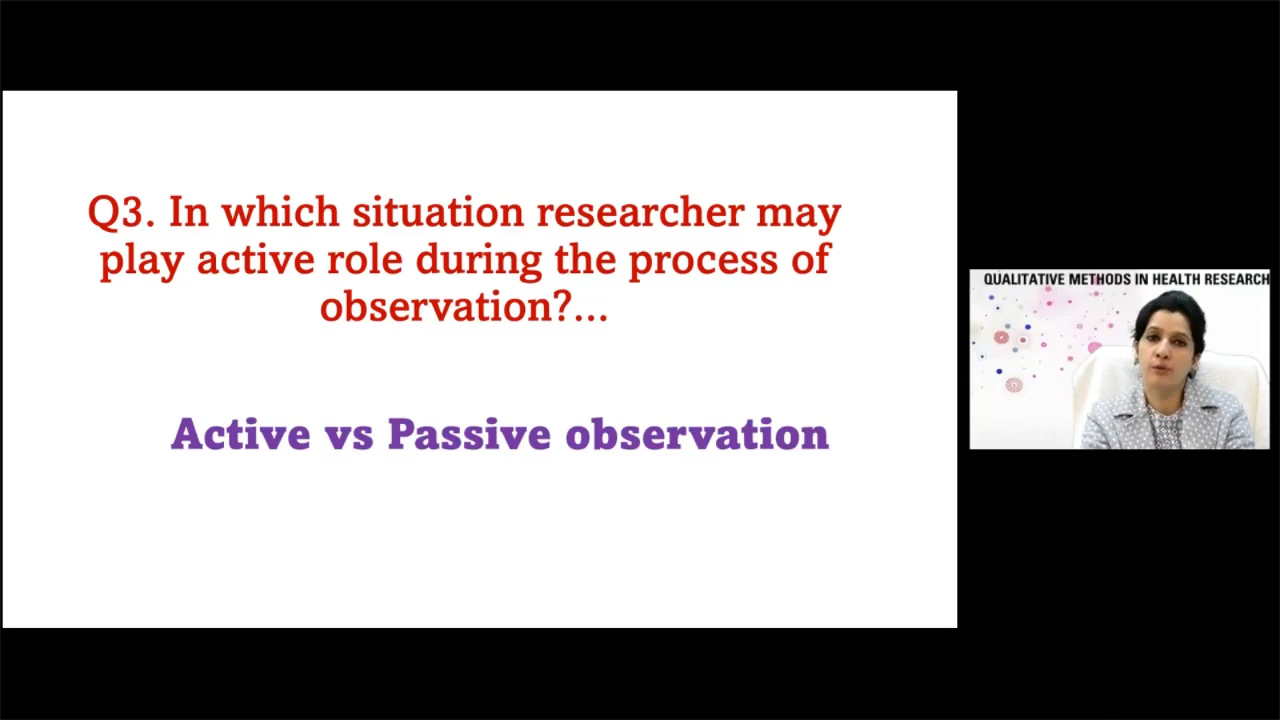 Q3. In which situation researcher may
play active role during the process of
observation?...
Active vs Passive observation
QUALITATIVE METHODS IN HEALTH RESEARCH